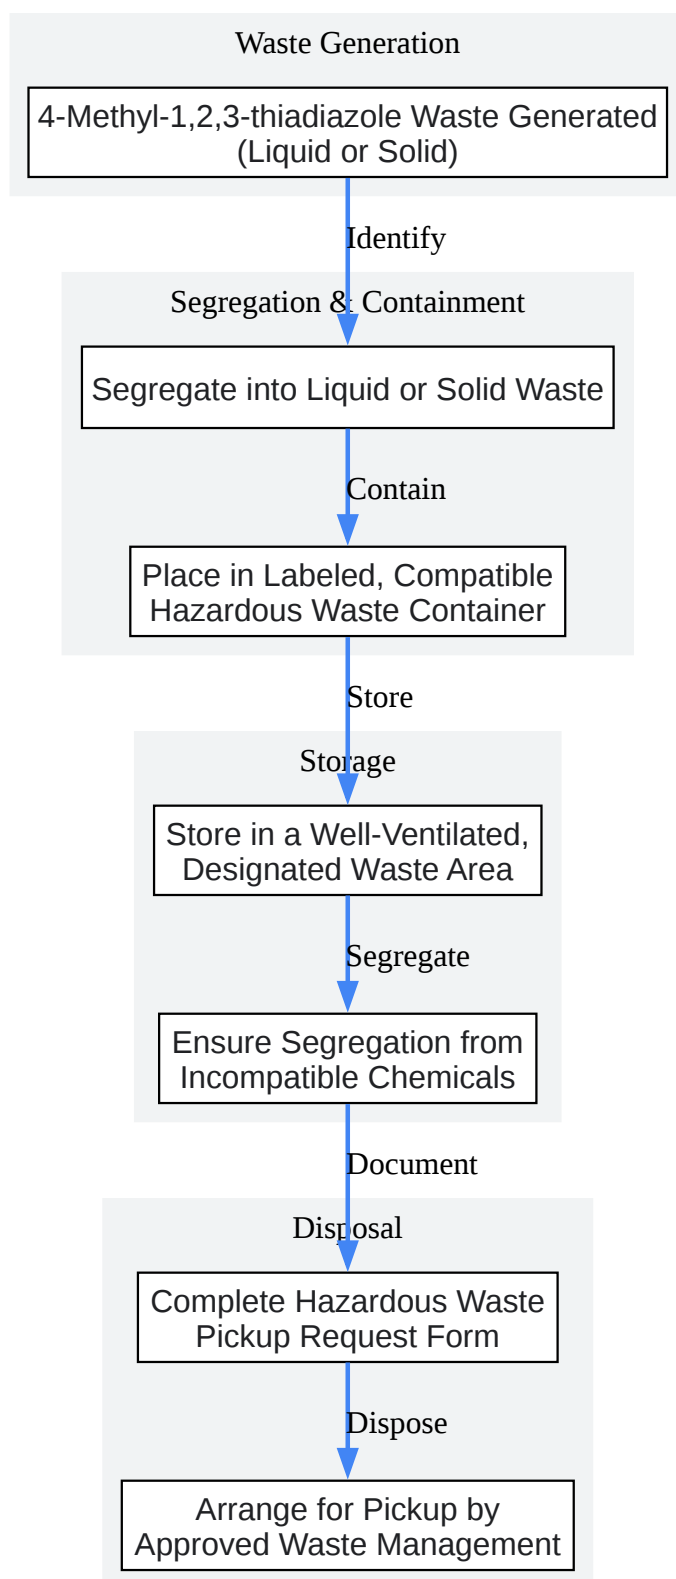 Waste Generation
4-Methyl-1,2,3-thiadiazole Waste Generated
(Liquid or Solid)
Identify
Segregation & Containment
Segregate into Liquid or Solid Waste
Contain
Place in Labeled, Compatible
Hazardous Waste Container
Store
Storage
Store in a Well-Ventilated,
Designated Waste Area
Segregate
Ensure Segregation from
Incompatible Chemicals
Document
Disposal
Complete Hazardous Waste
Pickup Request Form
Dispose
Arrange for Pickup by
Approved Waste Management